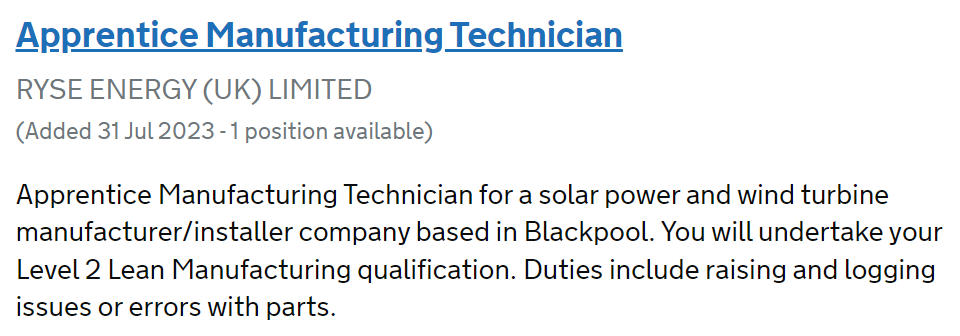 Apprentice Manufacturing Technician
RYSE ENERGY (UK) LIMITED
(Added 31 Jul 2023 - 1 position available)
Apprentice Manufacturing Technician for a solar power and wind turbine
manufacturer/installer company based in Blackpool. You will undertake your
Level 2 Lean Manufacturing qualification. Duties include raising and logging
issues or errors with parts.